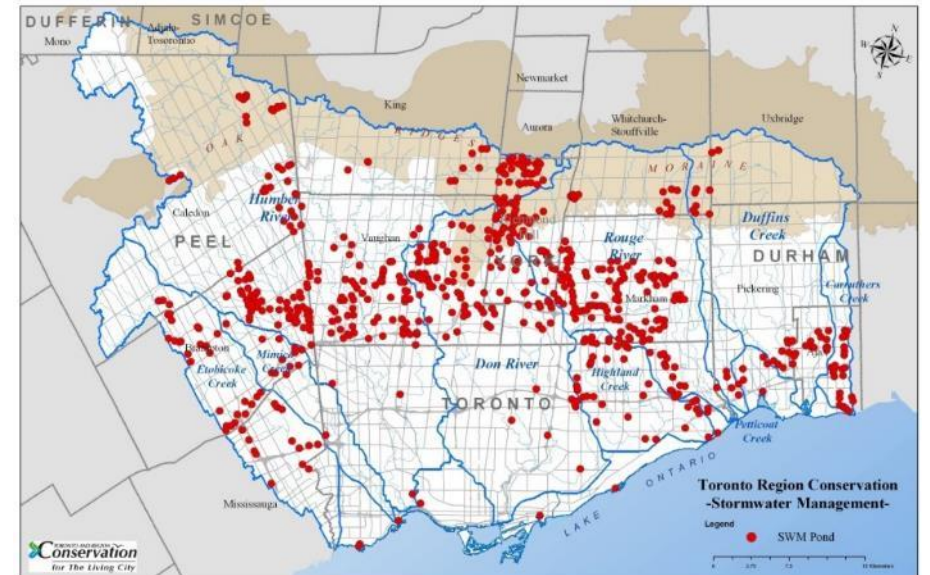 DUFFERIN
SIMCOE
Mono
Adjala-
Tosorontio
N
W
E
S
Newmarket
King
Aurora
Whitchurch-
Stouffville
Uxbridge
OAK
RIDGES
MORAINE
Caledon
Humber
River
PEEL
Vaughan
Richmond
Hill
YORK
Rouge
River
Duffins
Creek
DURHAM
Carruthers
Creek
Pickering
Markham
Brampton
Mimico
Creek
Etobicoke
Creek
Don River
Highland
Creek
TORONTO
Petticoat
Creek
Mississauga
LAKE ONTARIO
Toronto Region Conservation
-Stormwater Management-
Legend
SWM Pond
Conservation
for The Living City